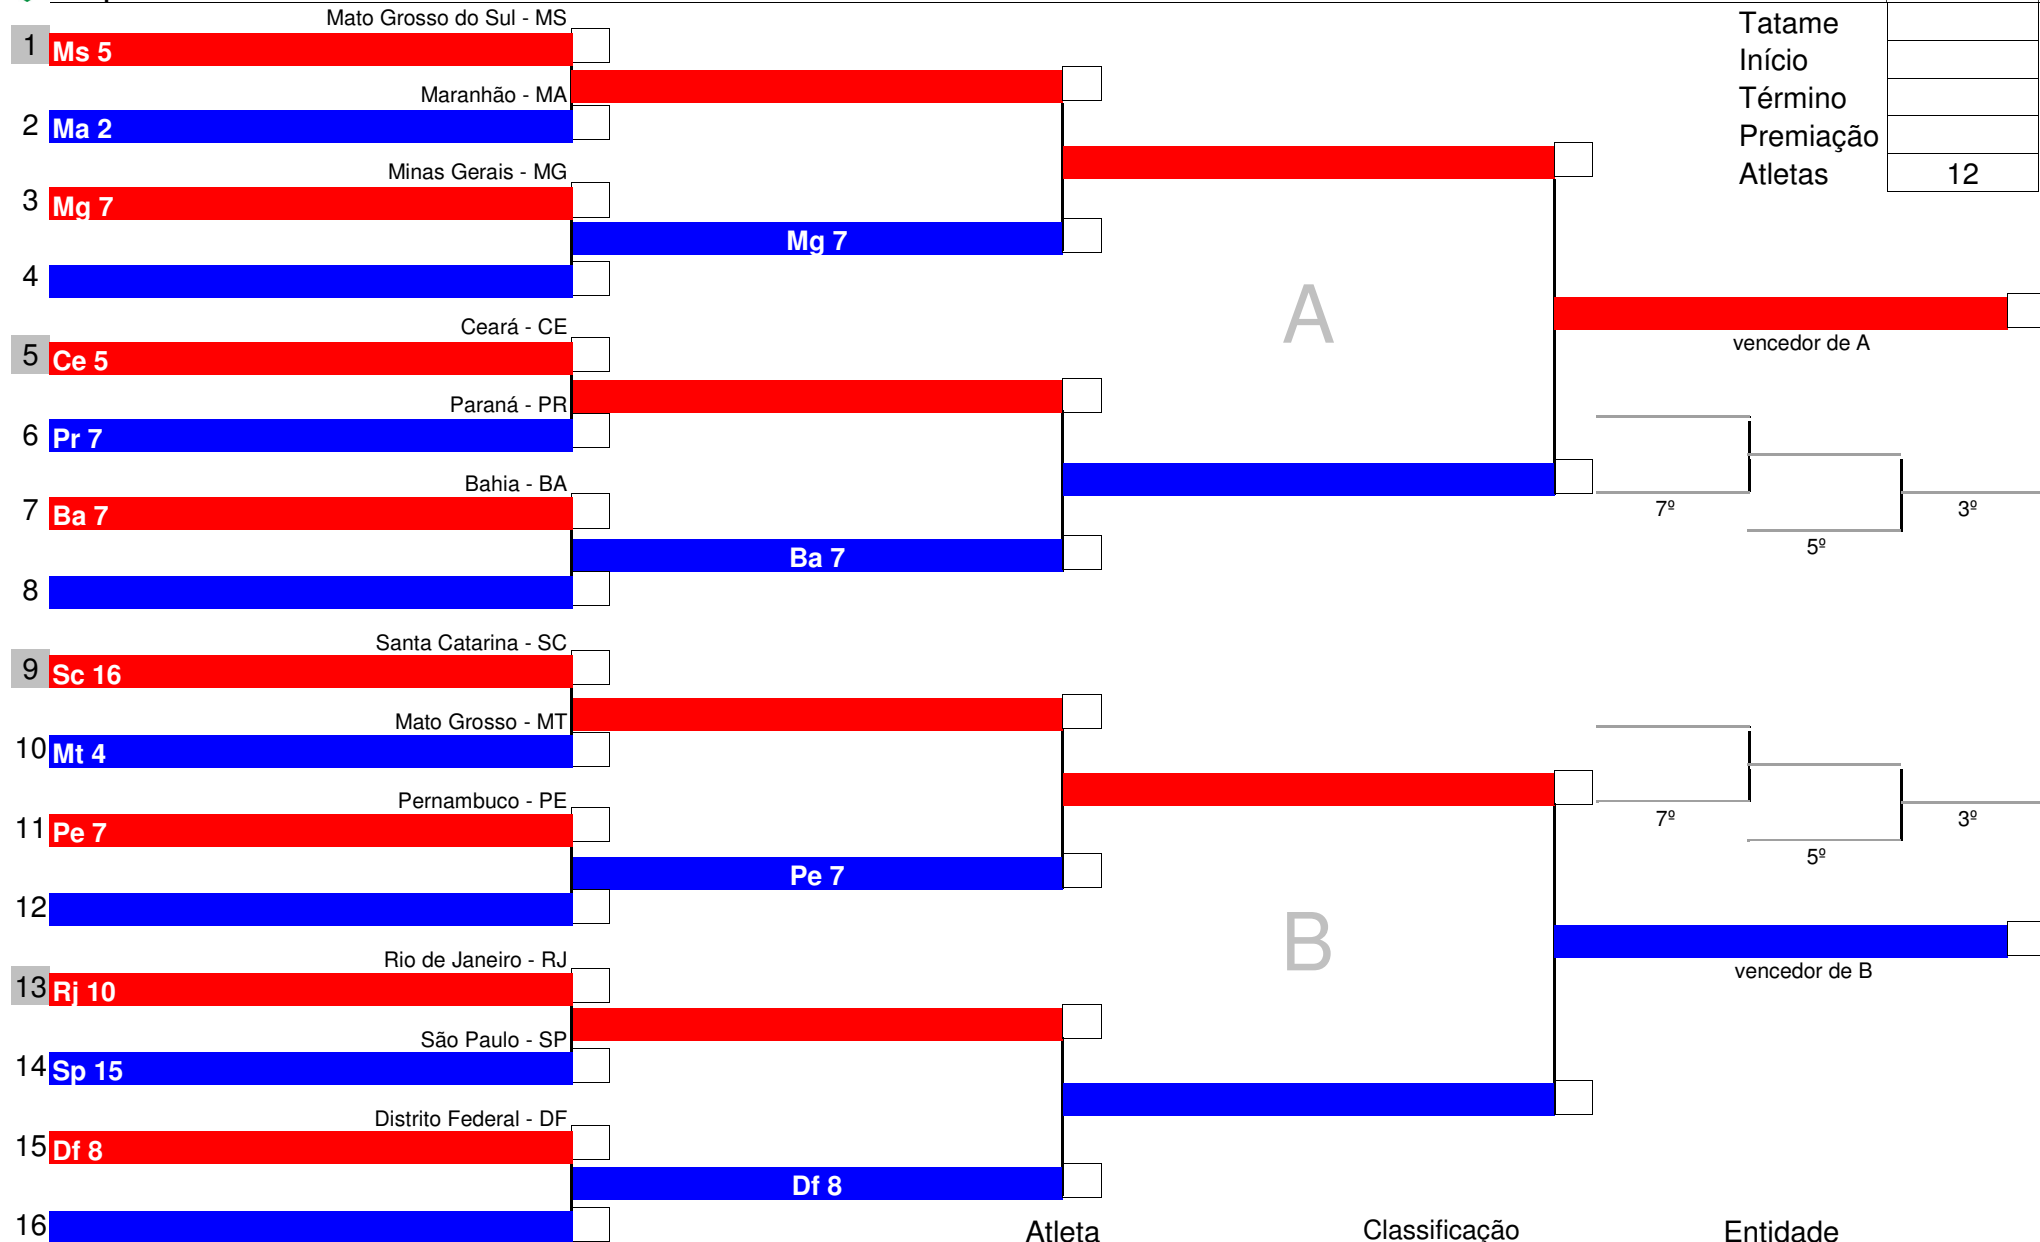 Mato Grosso do Sul - MS
Tatame
1 Ms 5
Início
Maranhão - MA
Término
2 Ma 2
Premiação
Minas Gerais - MG
Atletas 12
3 Mg 7
Mg 7
4
A
Ceará - CE
vencedor de A
5 Ce 5
Paraná - PR
6 Pr 7
Bahia - BA
7º 3º
7 Ba 7
5º
Ba 7
8
Santa Catarina - SC
9 Sc 16
Mato Grosso - MT
10 Mt 4
Pernambuco - PE
7º 3º
11 Pe 7
5º
Pe 7
12
B
Rio de Janeiro - RJ
vencedor de B
13 Rj 10
São Paulo - SP
14 Sp 15
Distrito Federal - DF
15 Df 8
Df 8
16
Atleta Classificação Entidade